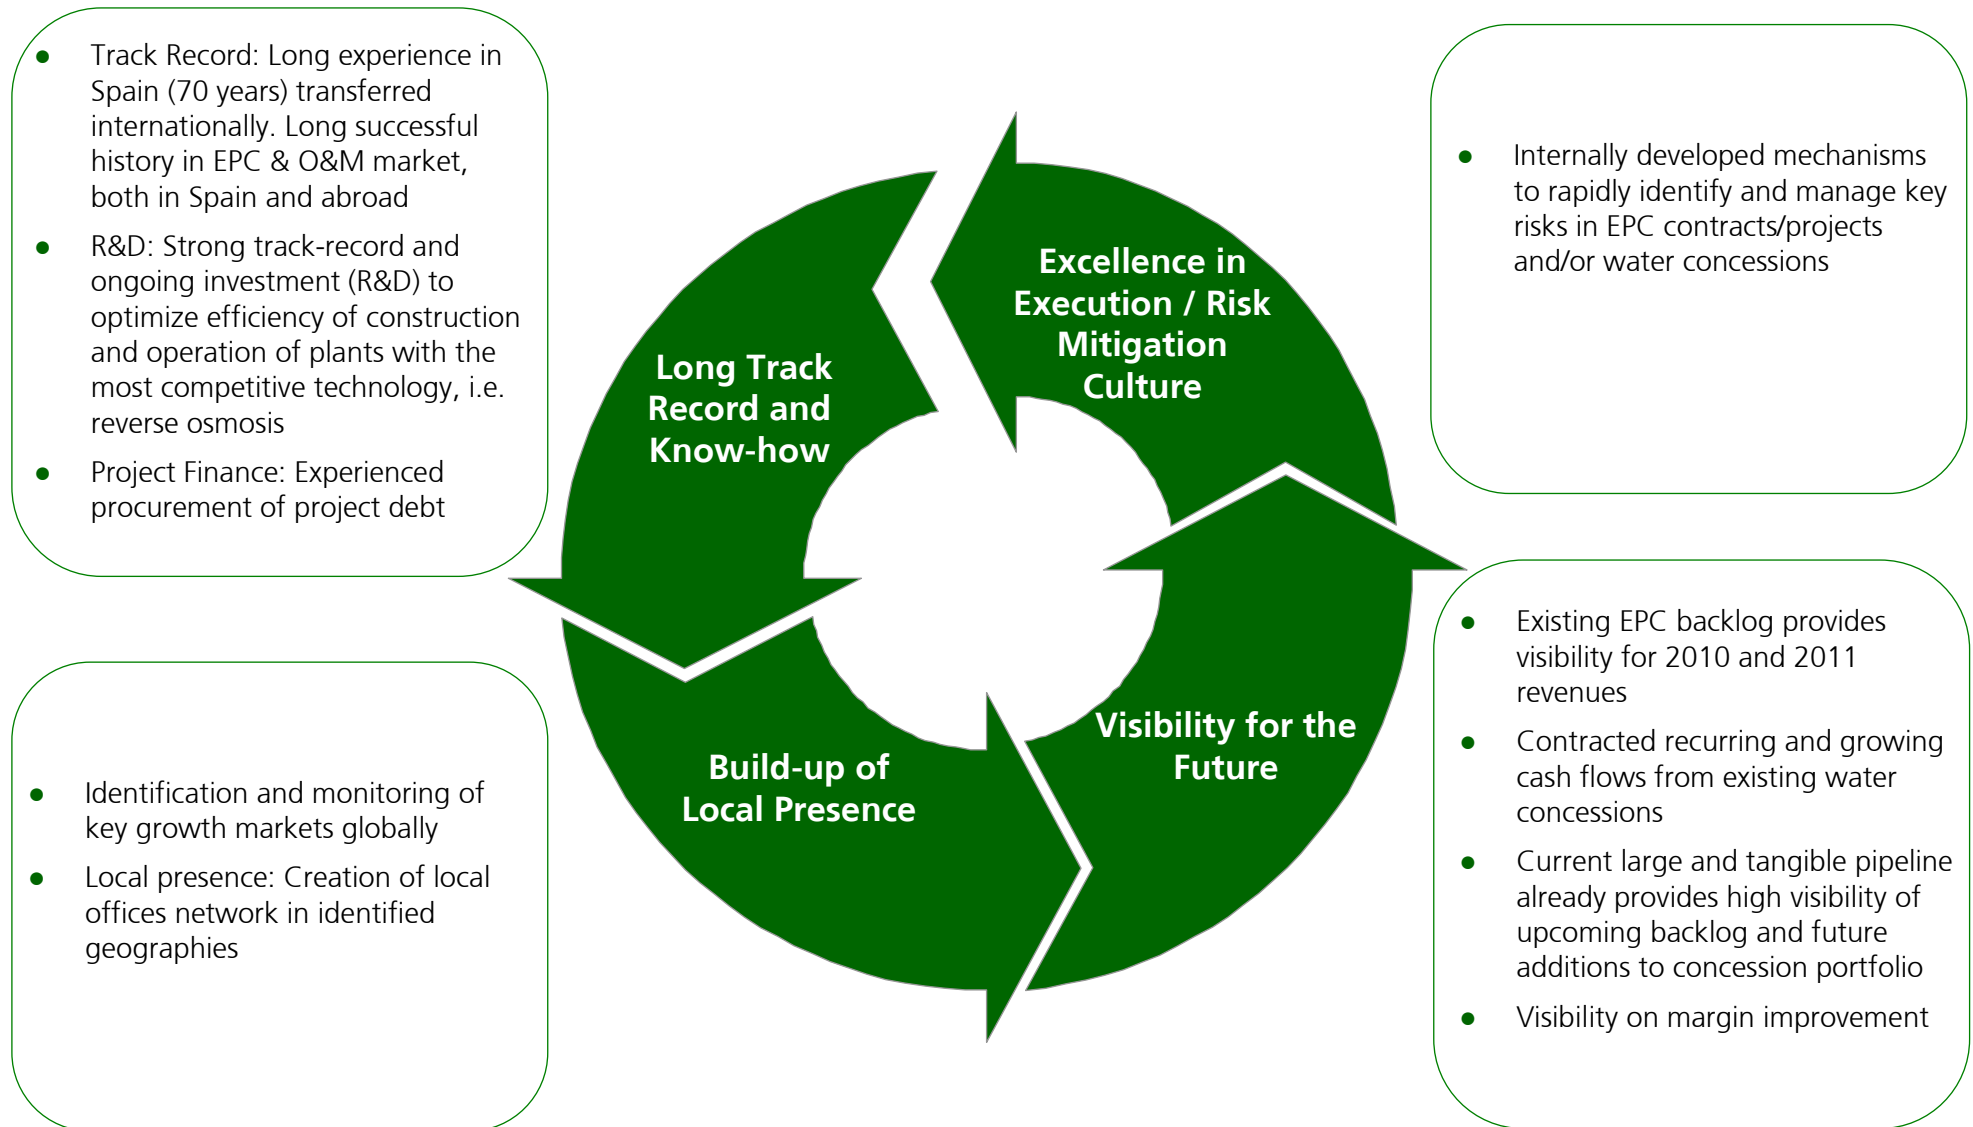 Track Record: Long experience in
Spain (70 years) transferred
internationally. Long successful
history in EPC & O&M market,
both in Spain and abroad
R&D: Strong track-record and
ongoing investment (R&D) to
optimize efficiency of construction
and operation of plants with the
most competitive technology, i.e.
reverse osmosis
Project Finance: Experienced
procurement of project debt
Internally developed mechanisms
to rapidly identify and manage key
risks in EPC contracts/projects
and/or water concessions
Excellence in
Execution / Risk
Mitigation
Culture
Long Track
Record and
Know-how
Build-up of
Local Presence
Visibility for the
Future
Identification and monitoring of
key growth markets globally
Local presence: Creation of local
offices network in identified
geographies
Existing EPC backlog provides
visibility for 2010 and 2011
revenues
Contracted recurring and growing
cash flows from existing water
concessions
Current large and tangible pipeline
already provides high visibility of
upcoming backlog and future
additions to concession portfolio
Visibility on margin improvement